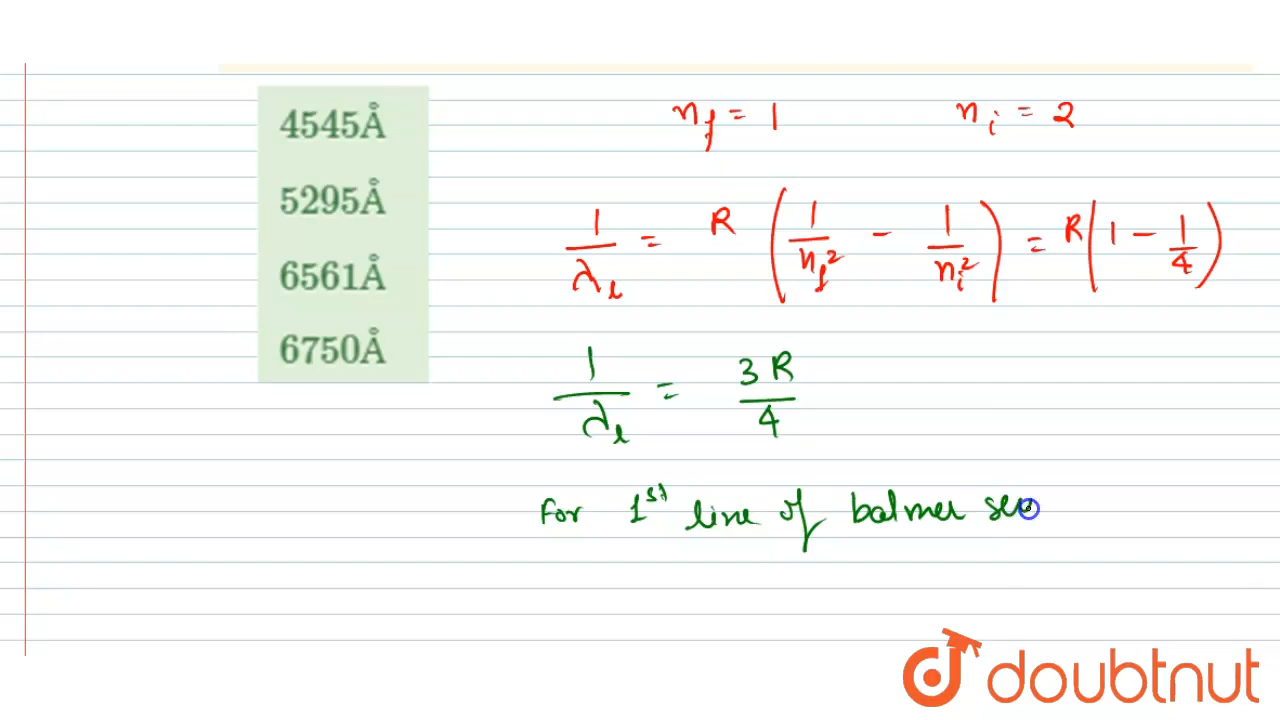 4545Å
5295Å
6561Å
6750Å
n_f = 1 n_i = 2
1/λ_l = R (1/n_f² − 1/n_i²) = R(1 − 1/4)
1/λ_l = 3R/4
For 1st line of balmer ser
doubtnut